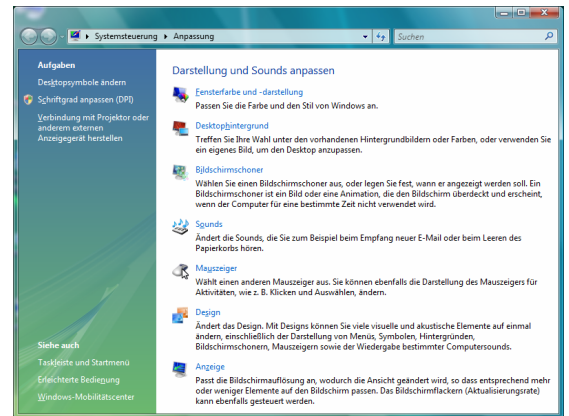 Systemsteuerung ▸ Anpassung
Suchen
Aufgaben
Desktopsymbole ändern
Schriftgrad anpassen (DPI)
Verbindung mit Projektor oder
anderem externen
Anzeigegerät herstellen
Siehe auch
Taskleiste und Startmenü
Erleichterte Bedienung
Windows-Mobilitätscenter
Darstellung und Sounds anpassen
Fensterfarbe und -darstellung
Passen Sie die Farbe und den Stil von Windows an.
Desktophintergrund
Treffen Sie Ihre Wahl unter den vorhandenen Hintergrundbildern oder Farben, oder verwenden Sie
ein eigenes Bild, um den Desktop anzupassen.
Bildschirmschoner
Wählen Sie einen Bildschirmschoner aus, oder legen Sie fest, wann er angezeigt werden soll. Ein
Bildschirmschoner ist ein Bild oder eine Animation, die den Bildschirm überdeckt und erscheint,
wenn der Computer für eine bestimmte Zeit nicht verwendet wird.
Sounds
Ändert die Sounds, die Sie zum Beispiel beim Empfang neuer E-Mail oder beim Leeren des
Papierkorbs hören.
Mauszeiger
Wählt einen anderen Mauszeiger aus. Sie können ebenfalls die Darstellung des Mauszeigers für
Aktivitäten, wie z. B. Klicken und Auswählen, ändern.
Design
Ändert das Design. Mit Designs können Sie viele visuelle und akustische Elemente auf einmal
ändern, einschließlich der Darstellung von Menüs, Symbolen, Hintergründen,
Bildschirmschonern, Mauszeigern sowie der Wiedergabe bestimmter Computersounds.
Anzeige
Passt die Bildschirmauflösung an, wodurch die Ansicht geändert wird, so dass entsprechend mehr
oder weniger Elemente auf den Bildschirm passen. Das Bildschirmflackern (Aktualisierungsrate)
kann ebenfalls gesteuert werden.